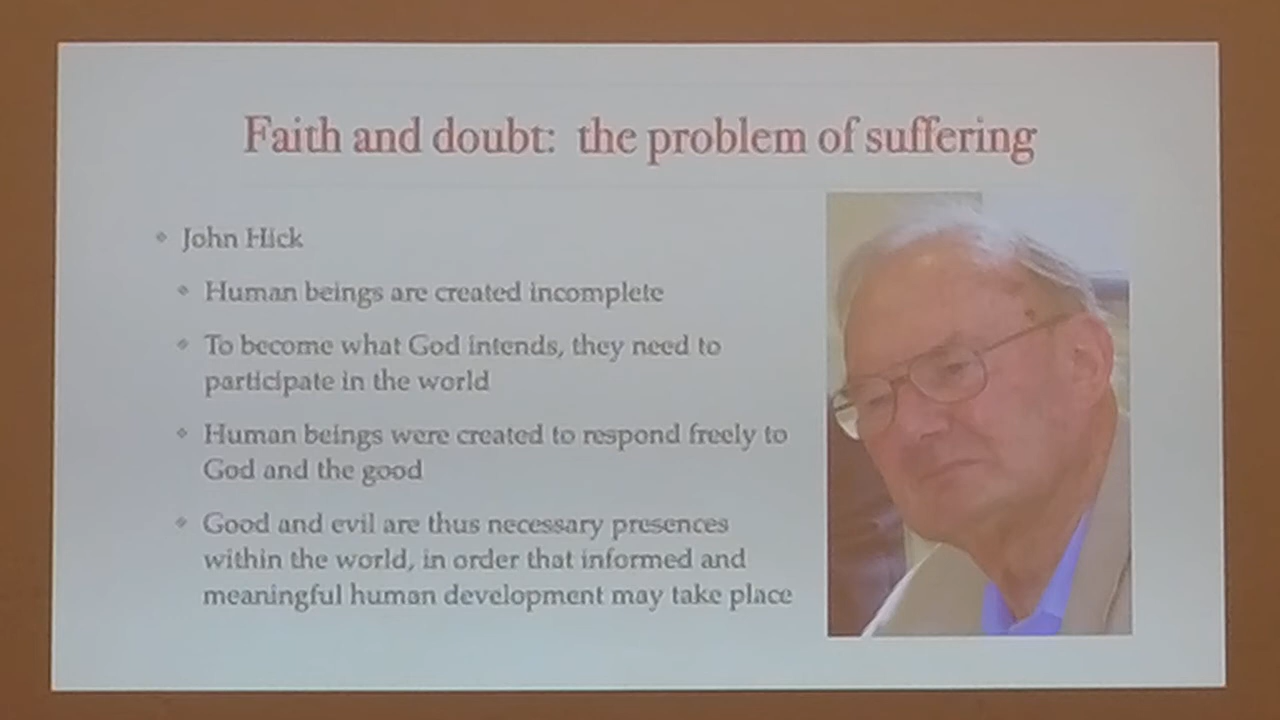 Faith and doubt: the problem of suffering
John Hick
Human beings are created incomplete
To become what God intends, they need to
participate in the world
Human beings were created to respond freely to
God and the good
Good and evil are thus necessary presences
within the world, in order that informed and
meaningful human development may take place